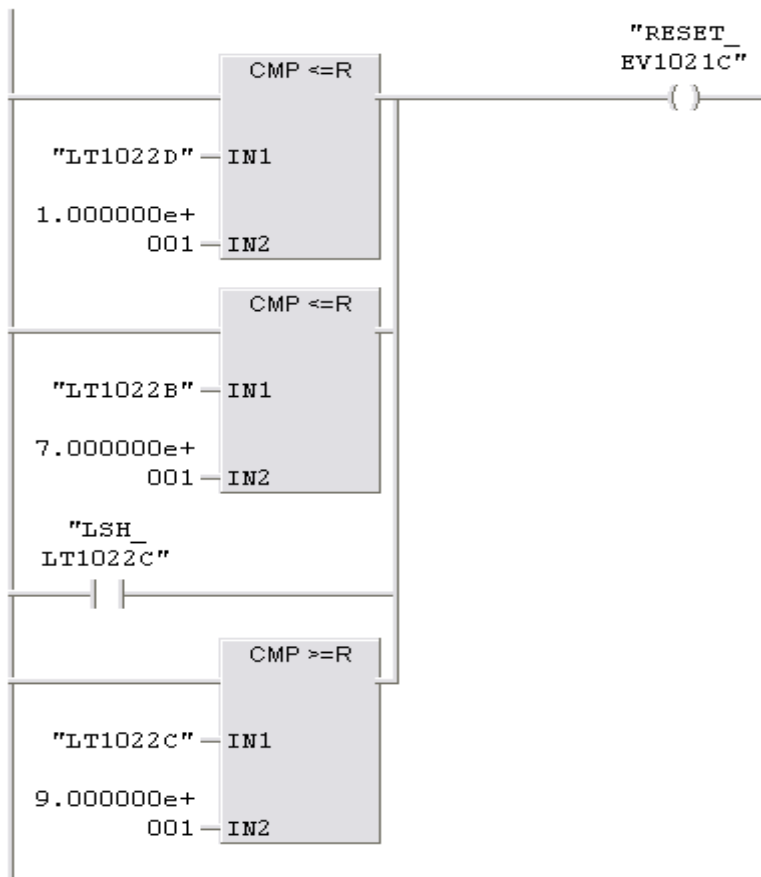 "RESET_
EV1021C"
CMP <=R
"LT1022D"
IN1
1.000000e+
001
IN2
CMP <=R
"LT1022B"
IN1
7.000000e+
001
IN2
"LSH_
LT1022C"
CMP >=R
"LT1022C"
IN1
9.000000e+
001
IN2